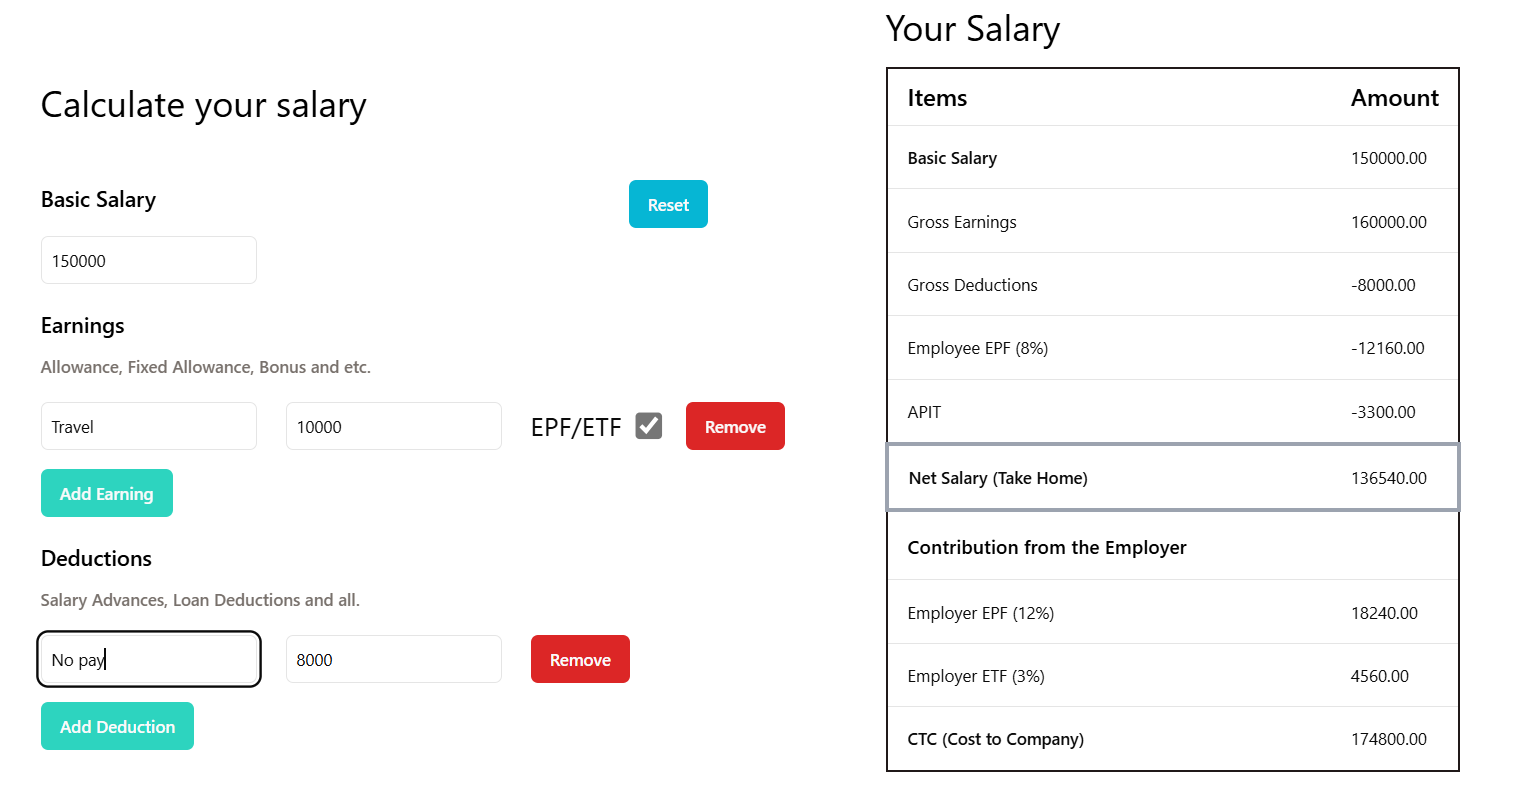 Calculate your salary
Basic Salary
Reset
150000
Earnings
Allowance, Fixed Allowance, Bonus and etc.
Travel 10000 EPF/ETF Remove
Add Earning
Deductions
Salary Advances, Loan Deductions and all.
No pay 8000 Remove
Add Deduction
Your Salary
Items Amount
Basic Salary 150000.00
Gross Earnings 160000.00
Gross Deductions -8000.00
Employee EPF (8%) -12160.00
APIT -3300.00
Net Salary (Take Home) 136540.00
Contribution from the Employer
Employer EPF (12%) 18240.00
Employer ETF (3%) 4560.00
CTC (Cost to Company) 174800.00